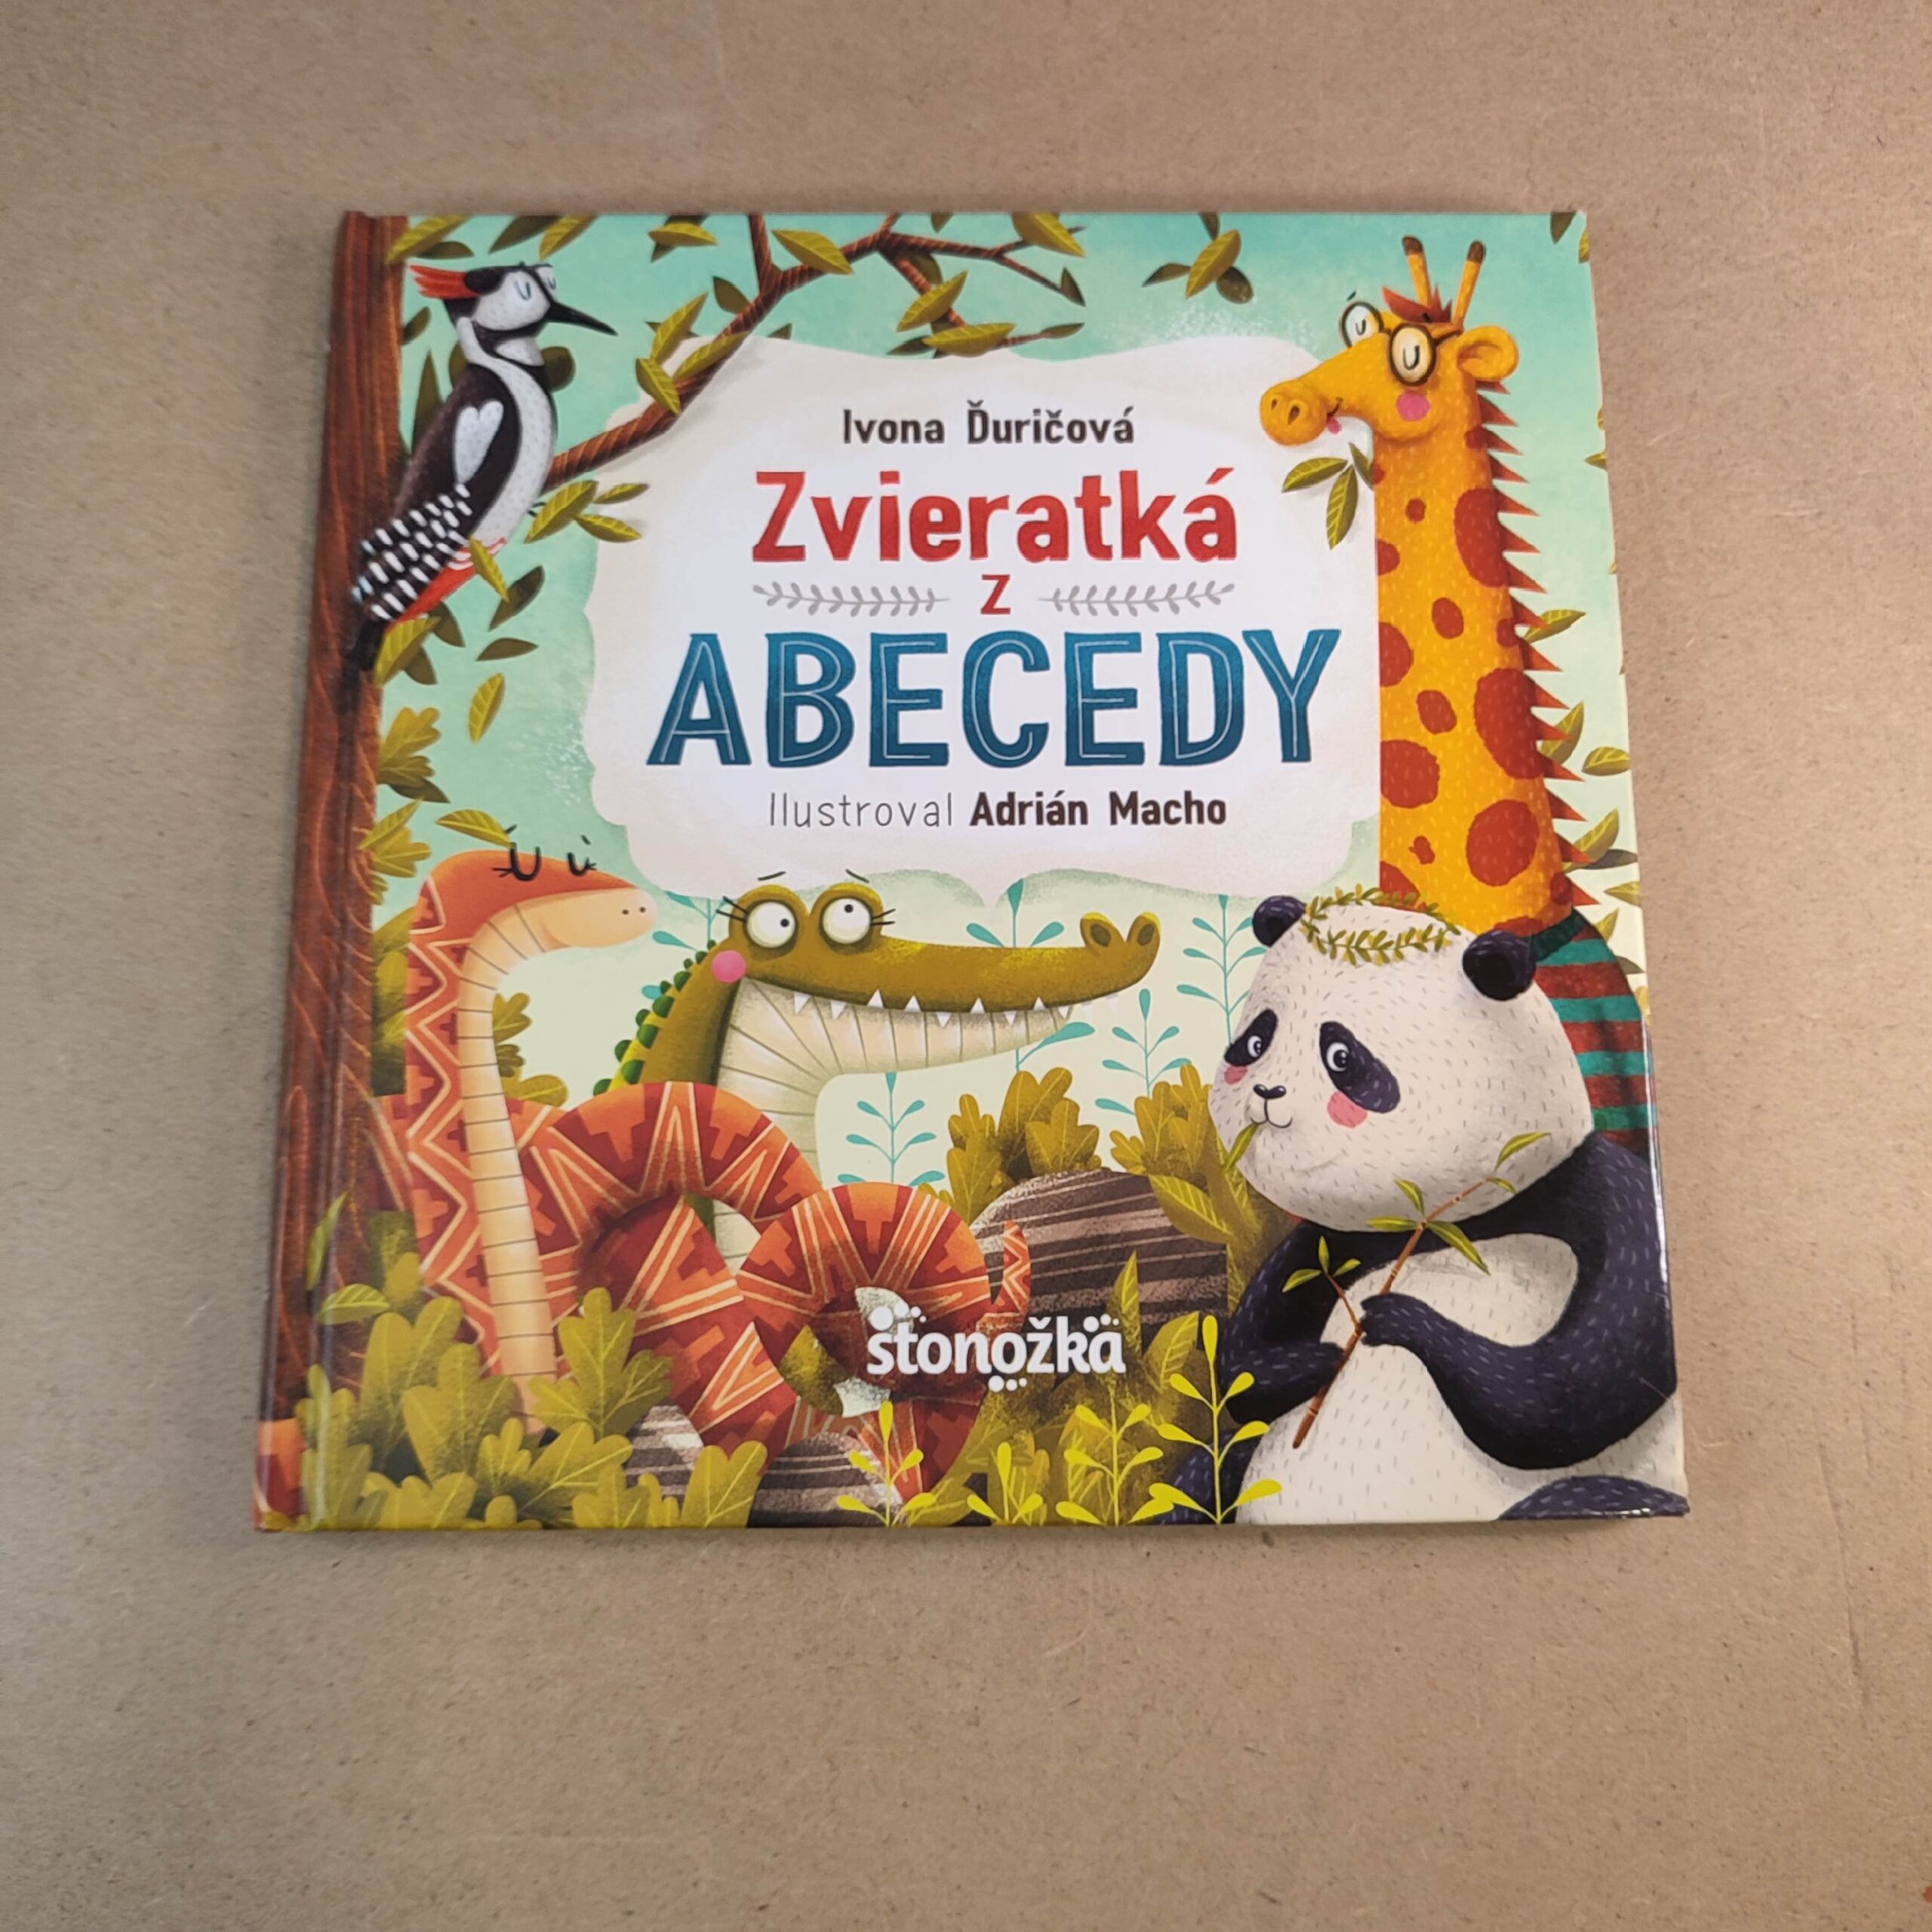 Ivona Ďuričová
Zvieratká
z
ABECEDY
Ilustroval Adrián Macho
stonožka